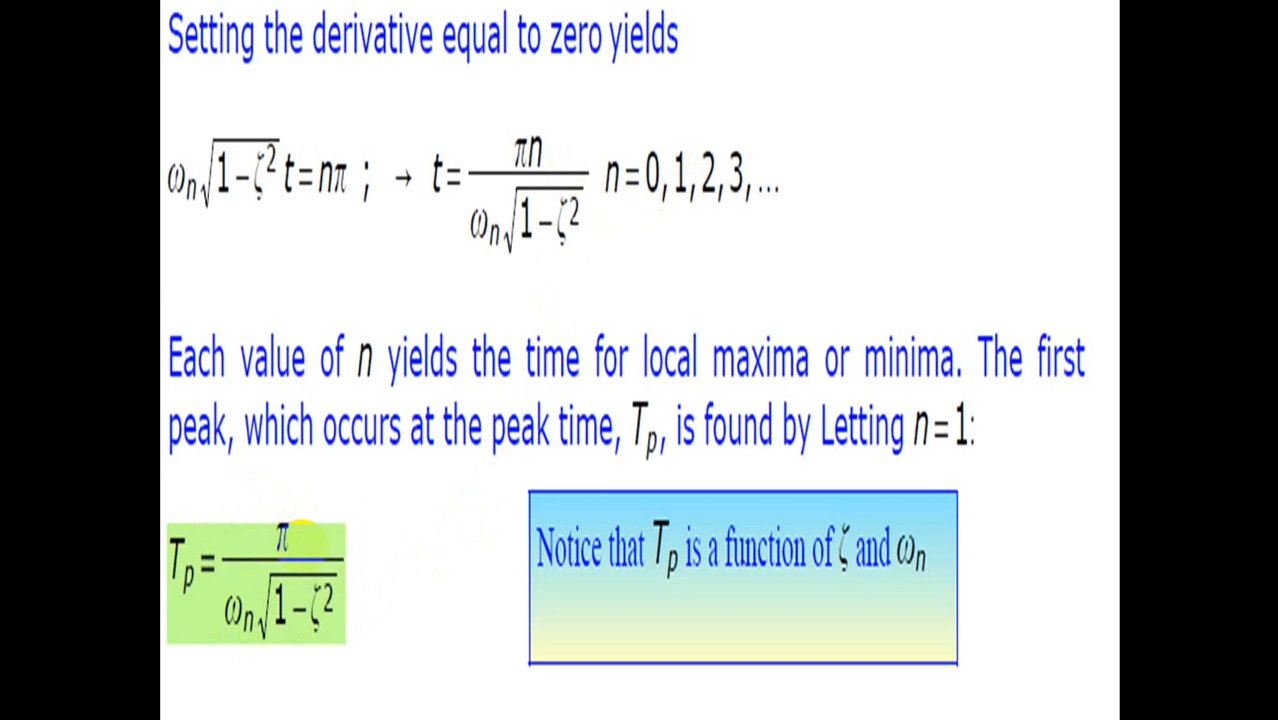 Setting the derivative equal to zero yields
ωn√1−ζ² t = nπ ; → t = πn / ωn√1−ζ² n = 0, 1, 2, 3, ...
Each value of n yields the time for local maxima or minima. The first
peak, which occurs at the peak time, Tp, is found by Letting n = 1:
Tp = π / ωn√1−ζ²
Notice that Tp is a function of ζ and ωn